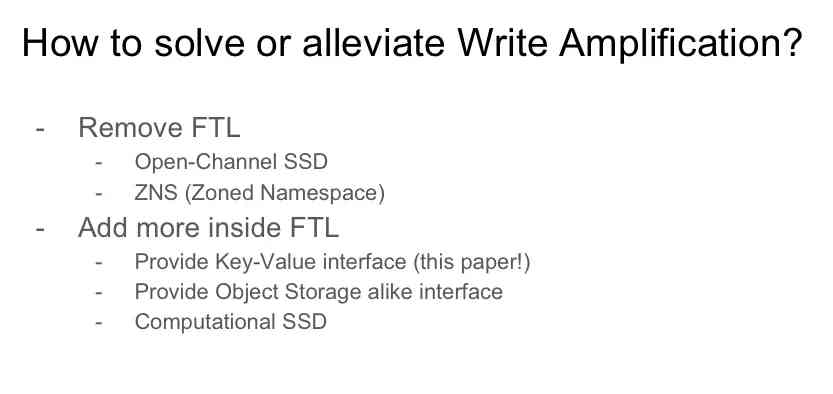 How to solve or alleviate Write Amplification?
- Remove FTL
- Open-Channel SSD
- ZNS (Zoned Namespace)
- Add more inside FTL
- Provide Key-Value interface (this paper!)
- Provide Object Storage alike interface
- Computational SSD